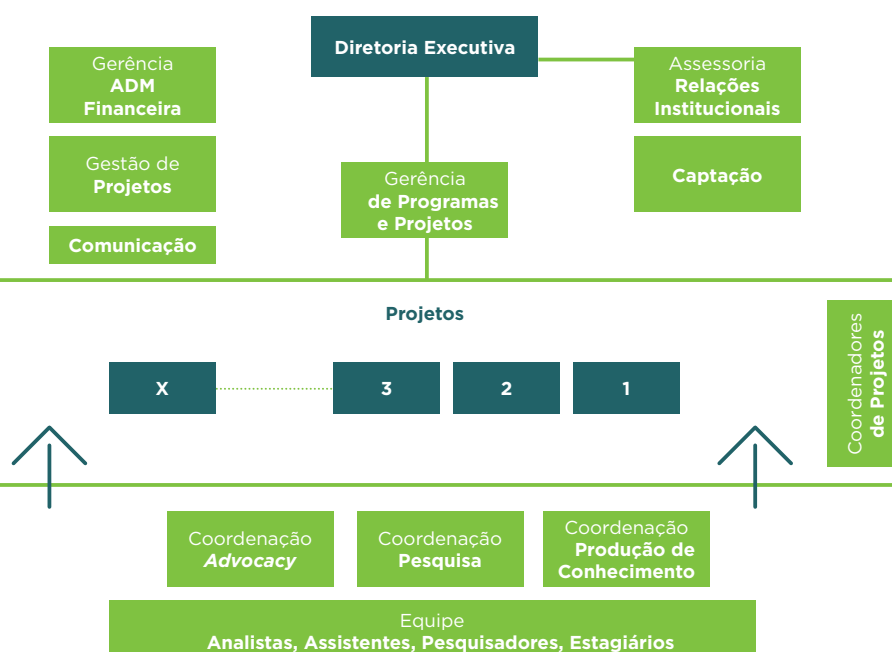 Diretoria Executiva
Gerência
ADM
Financeira
Gestão de
Projetos
Comunicação
Gerência
de Programas
e Projetos
Assessoria
Relações
Institucionais
Captação
Projetos
X
3
2
1
Coordenadores
de Projetos
Coordenação
Advocacy
Coordenação
Pesquisa
Coordenação
Produção de
Conhecimento
Equipe
Analistas, Assistentes, Pesquisadores, Estagiários